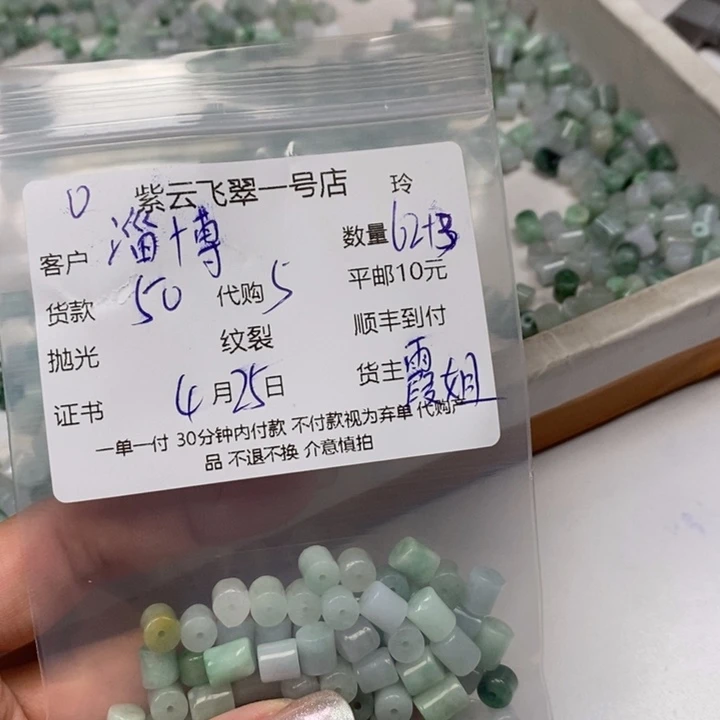 0 紫云飞翠一号店 玲
客户 淄博 数量 62+3
货款 50 代购 5 平邮10元
抛光 纹裂 顺丰到付
证书 4月25日 货主 霞姐
一单一付 30分钟内付款 不付款视为弃单 代购产
品 不退不换 介意慎拍